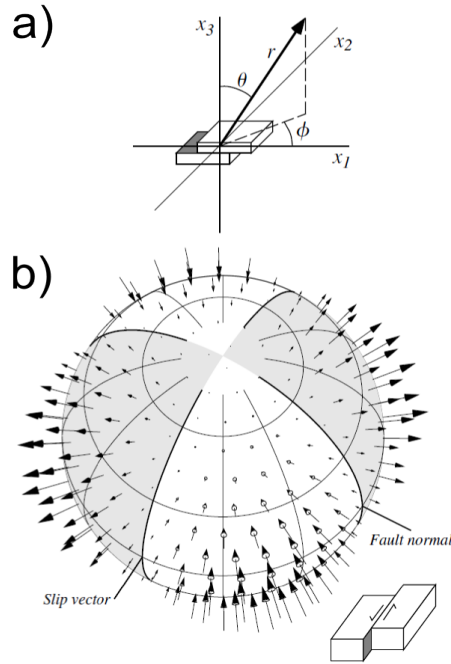 a)
x3
x2
r
θ
ϕ
x1
b)
Fault normal
Slip vector